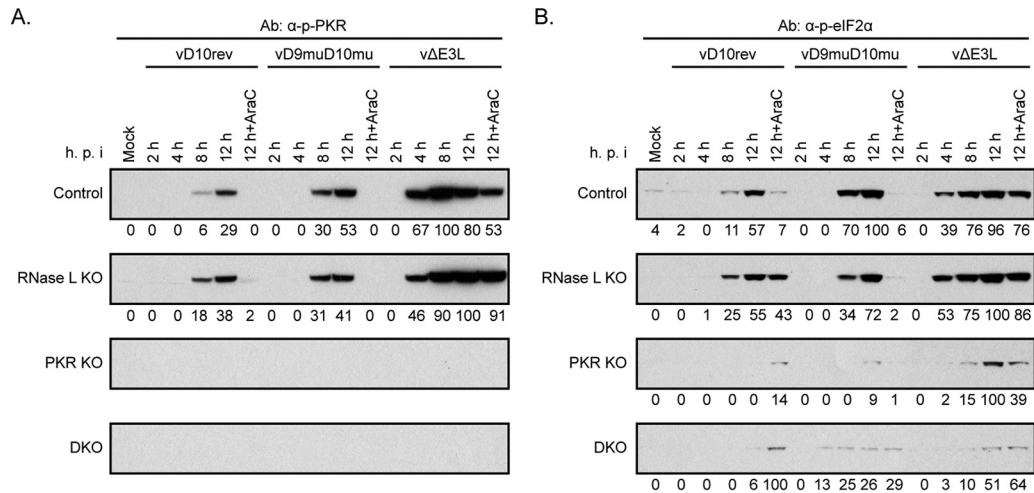 A.
Ab: α-p-PKR
vD10rev vD9muD10mu vΔE3L
h. p. i Mock 2 h 4 h 8 h 12 h 12 h+AraC 2 h 4 h 8 h 12 h 12 h+AraC 2 h 4 h 8 h 12 h 12 h+AraC
Control
0 0 0 6 29 0 0 0 30 53 0 0 67 100 80 53
RNase L KO
0 0 0 18 38 2 0 0 31 41 0 0 46 90 100 91
PKR KO
DKO
B.
Ab: α-p-eIF2α
vD10rev vD9muD10mu vΔE3L
h. p. i Mock 2 h 4 h 8 h 12 h 12 h+AraC 2 h 4 h 8 h 12 h 12 h+AraC 2 h 4 h 8 h 12 h 12 h+AraC
Control
4 2 0 11 57 7 0 0 70 100 6 0 39 76 96 76
RNase L KO
0 0 1 25 55 43 0 0 34 72 2 0 53 75 100 86
PKR KO
0 0 0 0 0 14 0 0 0 9 1 0 2 15 100 39
DKO
0 0 0 0 6 100 0 13 25 26 29 0 3 10 51 64